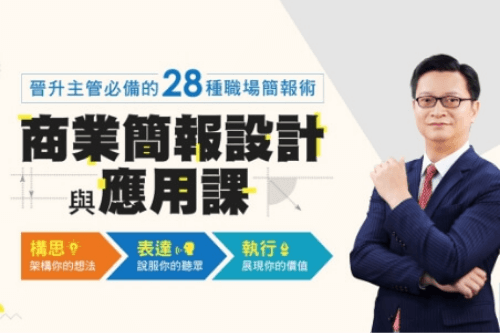 晉升主管必備的28種職場簡報術
商業簡報設計
與應用課
構思
架構你的想法
表達
說服你的聽眾
執行
展現你的價值